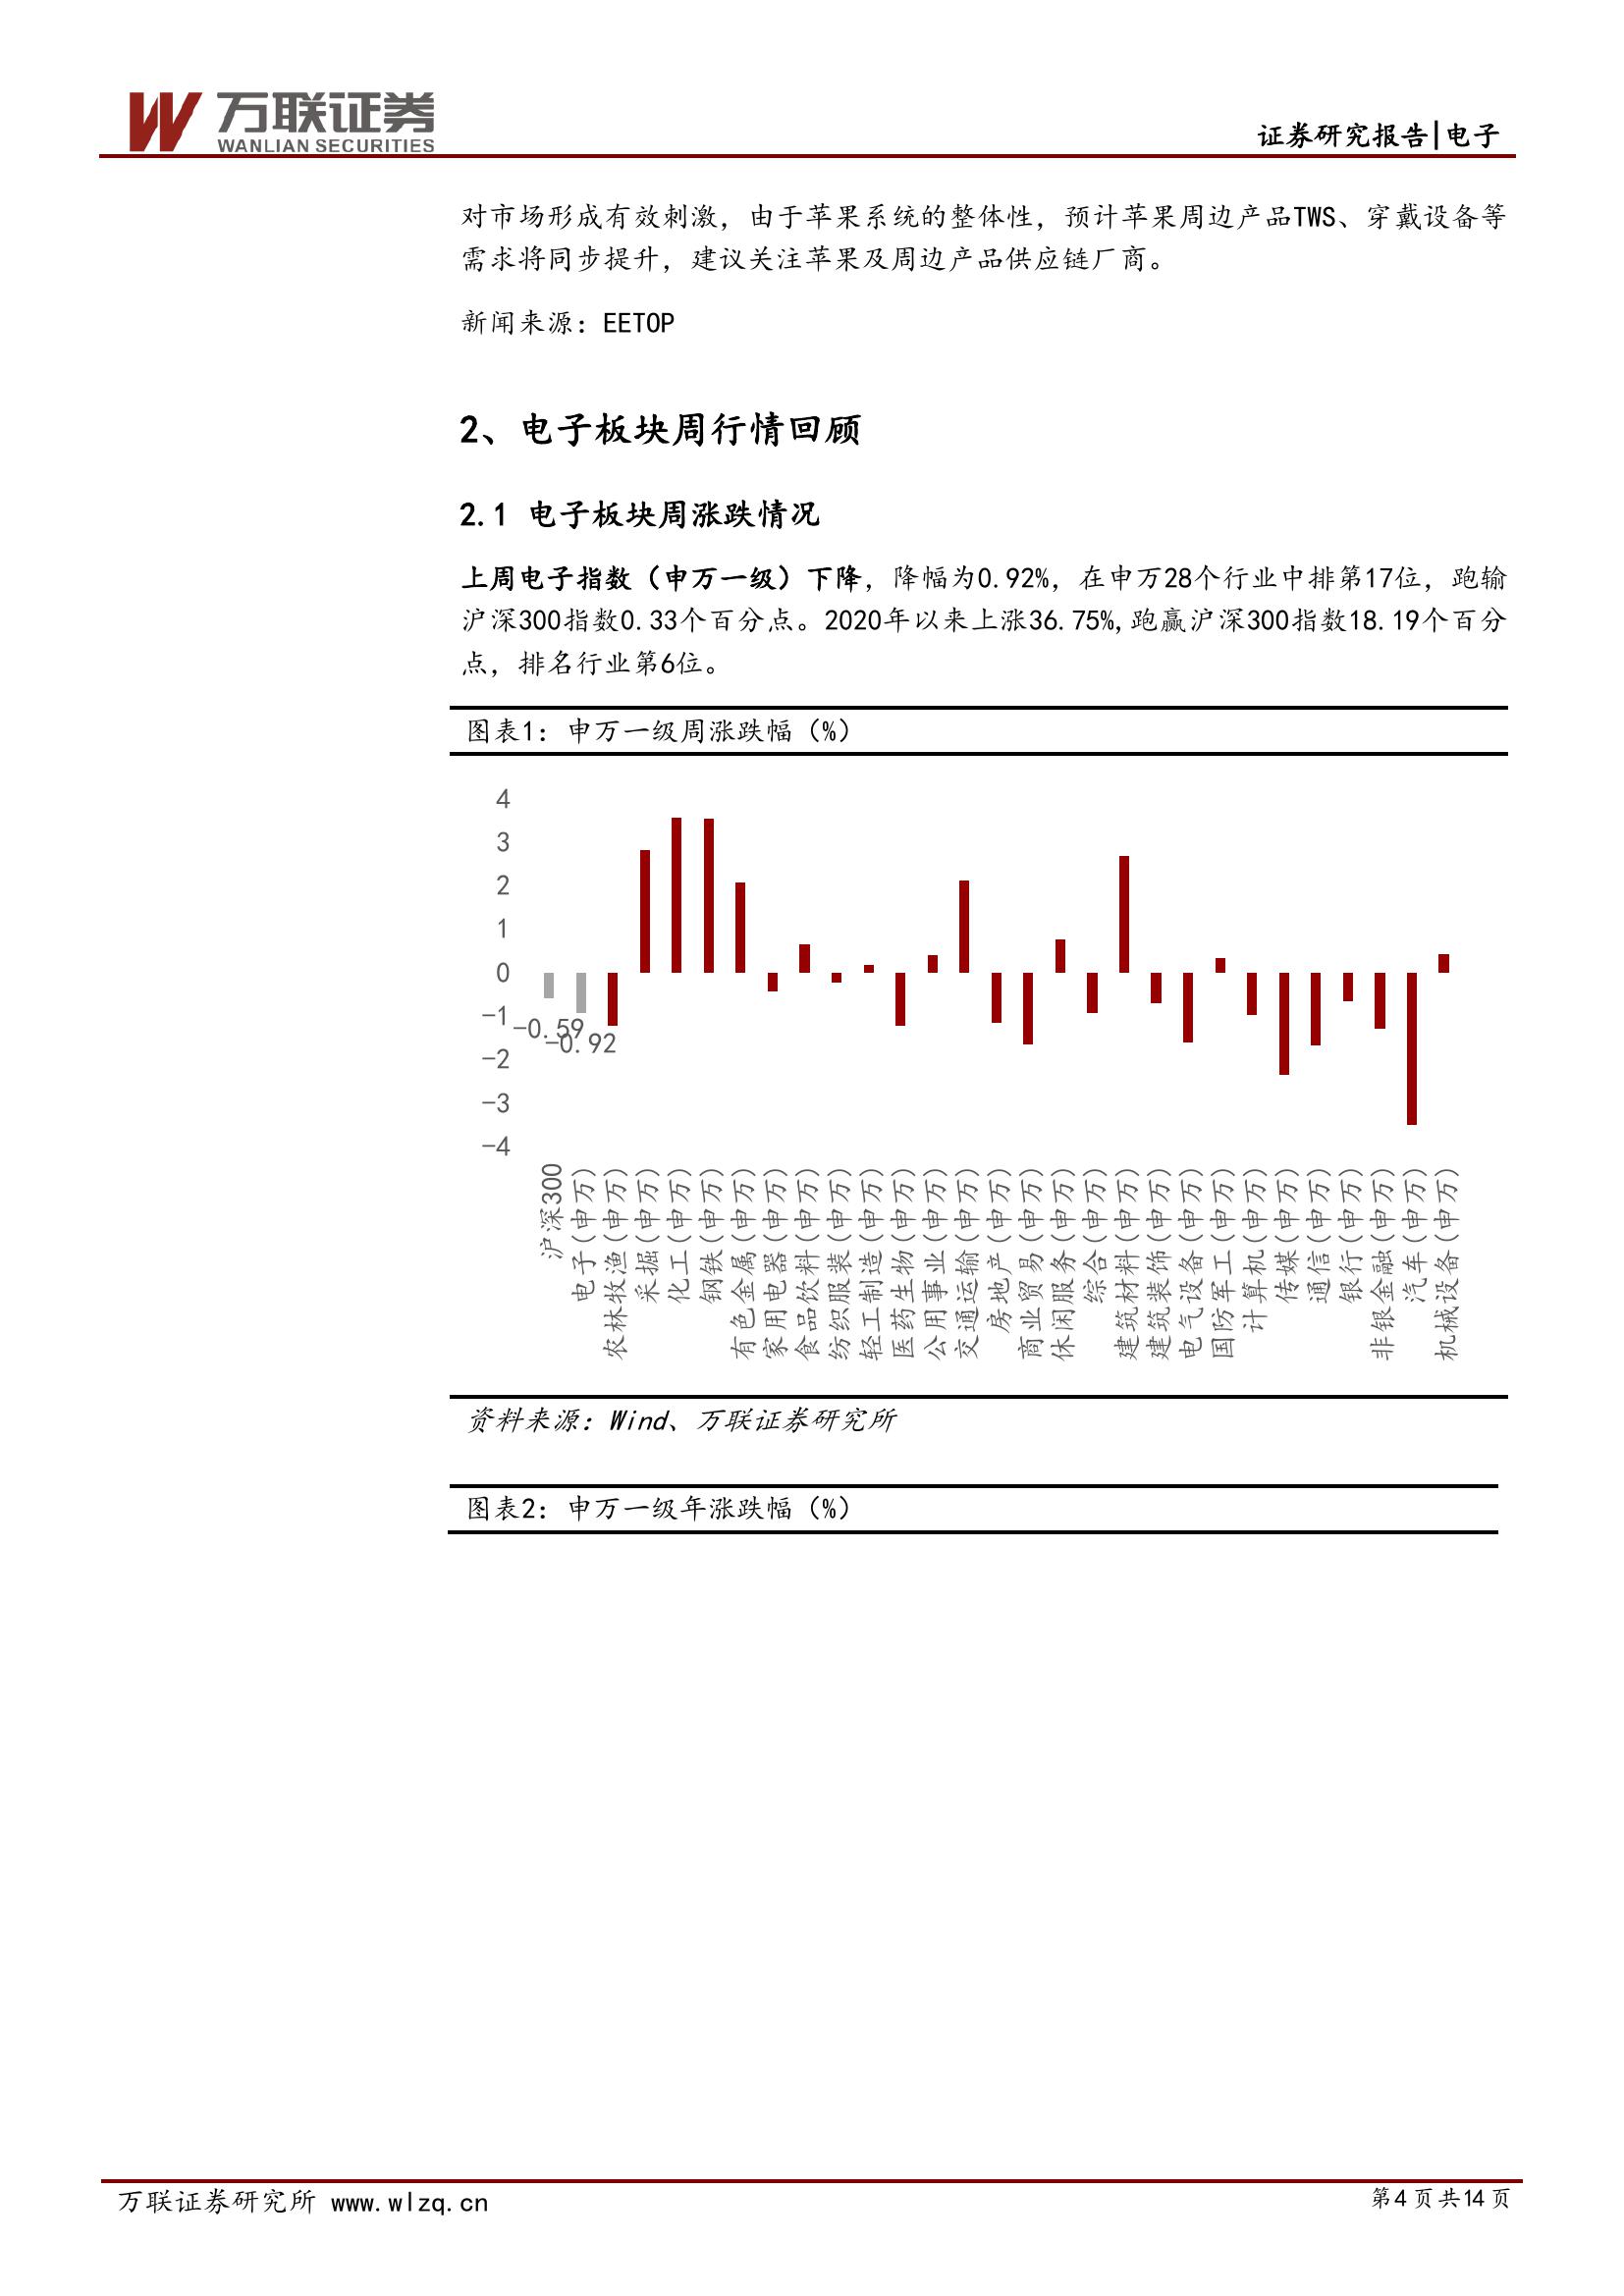 万联证券
WANLIAN SECURITIES
证券研究报告|电子
对市场形成有效刺激，由于苹果系统的整体性，预计苹果周边产品TWS、穿戴设备等
需求将同步提升，建议关注苹果及周边产品供应链厂商。
新闻来源：EETOP
2、电子板块周行情回顾
2.1 电子板块周涨跌情况
上周电子指数（申万一级）下降，降幅为0.92%，在申万28个行业中排第17位，跑输
沪深300指数0.33个百分点。2020年以来上涨36.75%,跑赢沪深300指数18.19个百分
点，排名行业第6位。
图表1：申万一级周涨跌幅（%）
4
3
2
1
0
-1
-2
-3
-4
-0.59
-0.92
沪深300
电子(申万)
农林牧渔(申万)
采掘(申万)
化工(申万)
钢铁(申万)
有色金属(申万)
家用电器(申万)
食品饮料(申万)
纺织服装(申万)
轻工制造(申万)
医药生物(申万)
公用事业(申万)
交通运输(申万)
房地产(申万)
商业贸易(申万)
休闲服务(申万)
综合(申万)
建筑材料(申万)
建筑装饰(申万)
电气设备(申万)
国防军工(申万)
计算机(申万)
传媒(申万)
通信(申万)
银行(申万)
非银金融(申万)
汽车(申万)
机械设备(申万)
资料来源：Wind、万联证券研究所
图表2：申万一级年涨跌幅（%）
万联证券研究所 www.wlzq.cn
第4页共14页